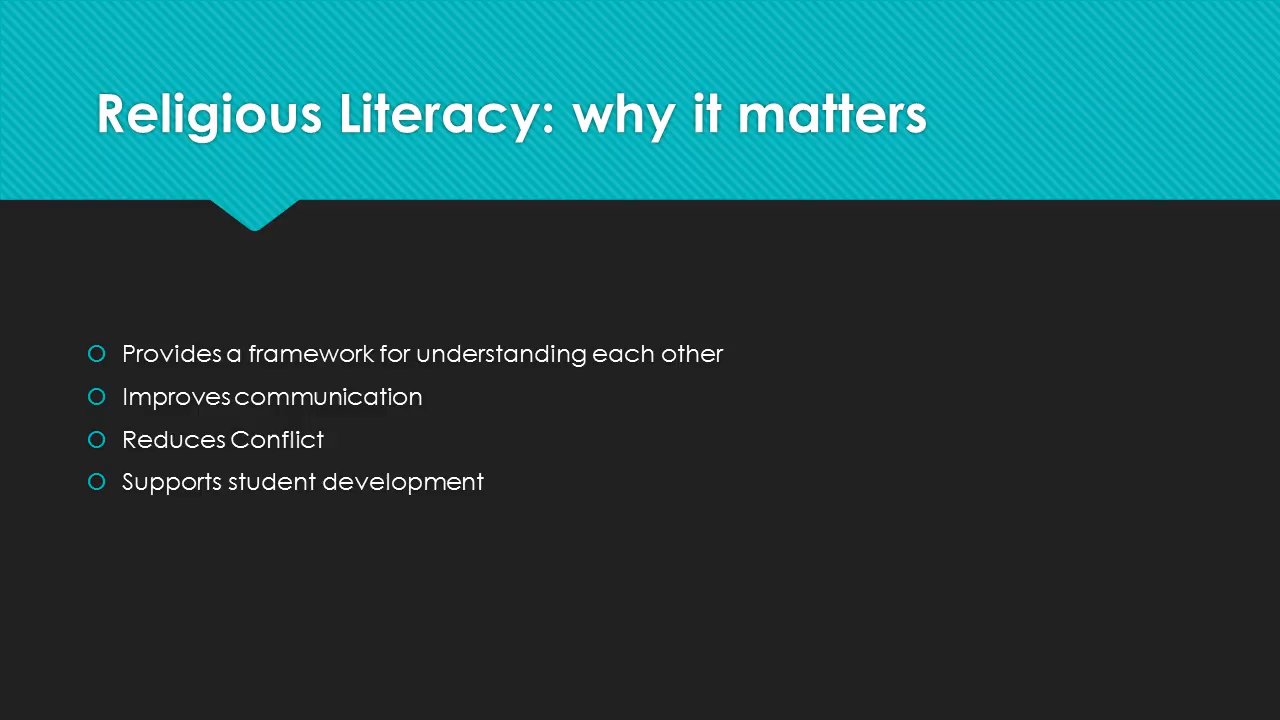 Religious Literacy: why it matters
Provides a framework for understanding each other
Improves communication
Reduces Conflict
Supports student development